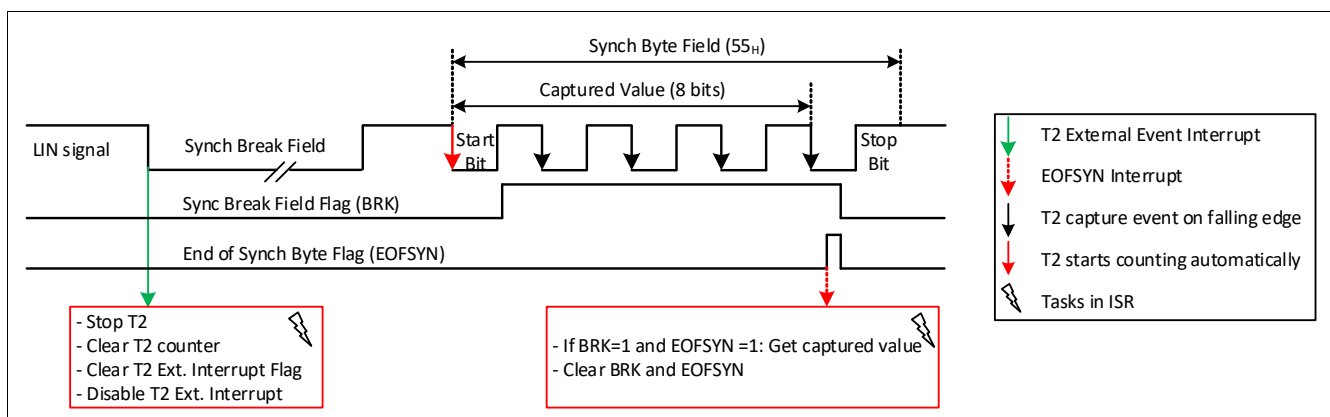 Synch Byte Field (55H)
Captured Value (8 bits)
LIN signal
Synch Break Field
Start
Bit
Stop
Bit
Sync Break Field Flag (BRK)
End of Synch Byte Flag (EOFSYN)
- Stop T2
- Clear T2 counter
- Clear T2 Ext. Interrupt Flag
- Disable T2 Ext. Interrupt
- If BRK=1 and EOFSYN =1: Get captured value
- Clear BRK and EOFSYN
T2 External Event Interrupt
EOFSYN Interrupt
T2 capture event on falling edge
T2 starts counting automatically
Tasks in ISR